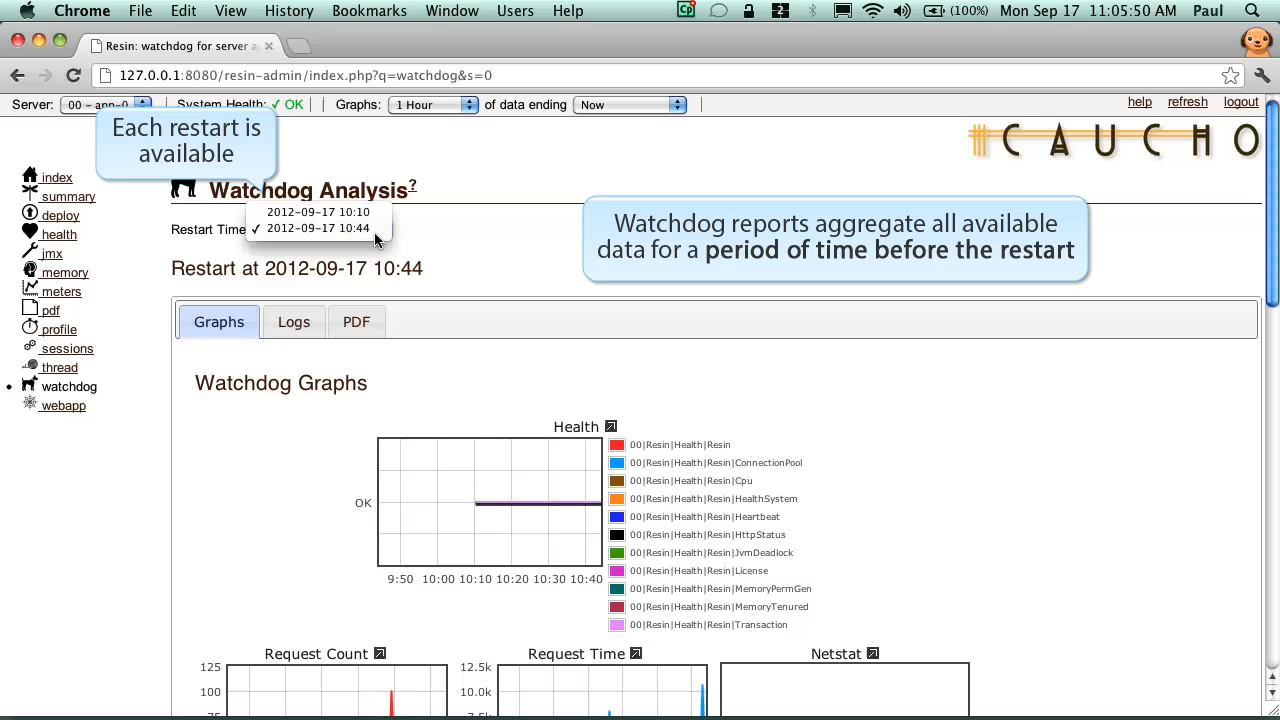 Chrome File Edit View History Bookmarks Window Users Help 2 (100%) Mon Sep 17 11:05:50 AM Paul
Resin: watchdog for server
127.0.0.1:8080/resin-admin/index.php?q=watchdog&s=0
Server: 00 - app-0 System Health: ✓ OK | Graphs: 1 Hour of data ending Now | help refresh logout
Each restart is
available
CAUCHO
index
summary
deploy
health
jmx
memory
meters
pdf
profile
sessions
thread
watchdog
webapp
Watchdog Analysis?
Restart Time
2012-09-17 10:10
✓ 2012-09-17 10:44
Watchdog reports aggregate all available
data for a period of time before the restart
Restart at 2012-09-17 10:44
Graphs Logs PDF
Watchdog Graphs
Health
OK
9:50 10:00 10:10 10:20 10:30 10:40
00|Resin|Health|Resin
00|Resin|Health|Resin|ConnectionPool
00|Resin|Health|Resin|Cpu
00|Resin|Health|Resin|HealthSystem
00|Resin|Health|Resin|Heartbeat
00|Resin|Health|Resin|HttpStatus
00|Resin|Health|Resin|JvmDeadlock
00|Resin|Health|Resin|License
00|Resin|Health|Resin|MemoryPermGen
00|Resin|Health|Resin|MemoryTenured
00|Resin|Health|Resin|Transaction
Request Count
125
100
Request Time
12.5k
10.0k
Netstat